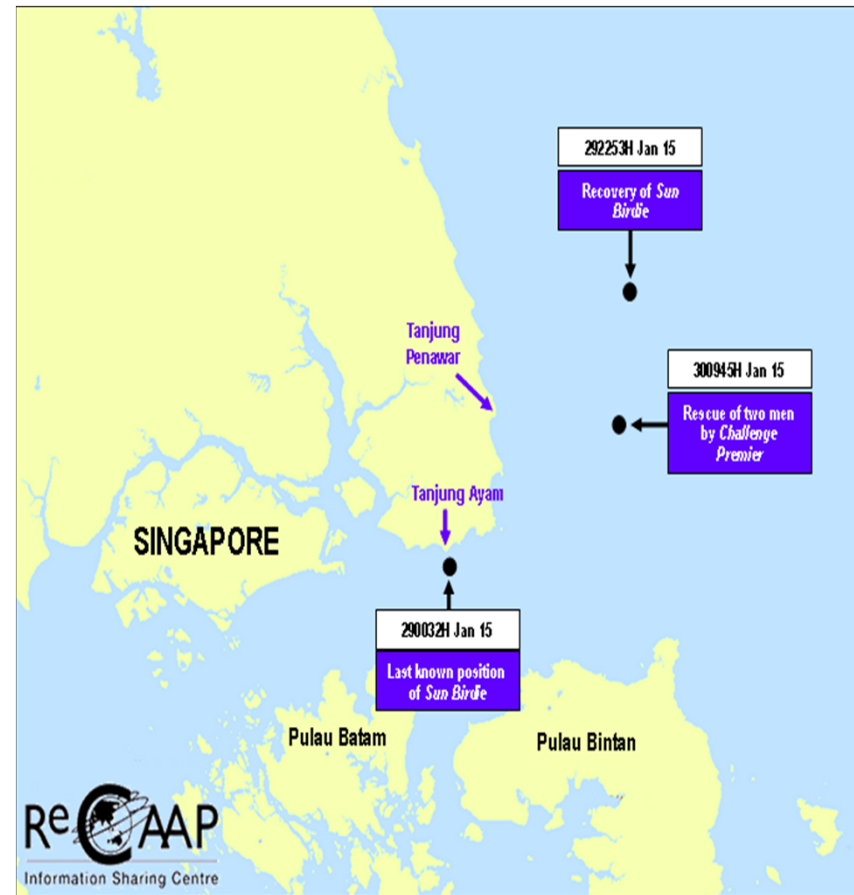 292253H Jan 15
Recovery of Sun
Birdie
Tanjung
Penawar
300945H Jan 15
Rescue of two men
by Challenge
Premier
Tanjung Ayam
SINGAPORE
290032H Jan 15
Last known position
of Sun Birdie
Pulau Batam
Pulau Bintan
ReCAAP
Information Sharing Centre